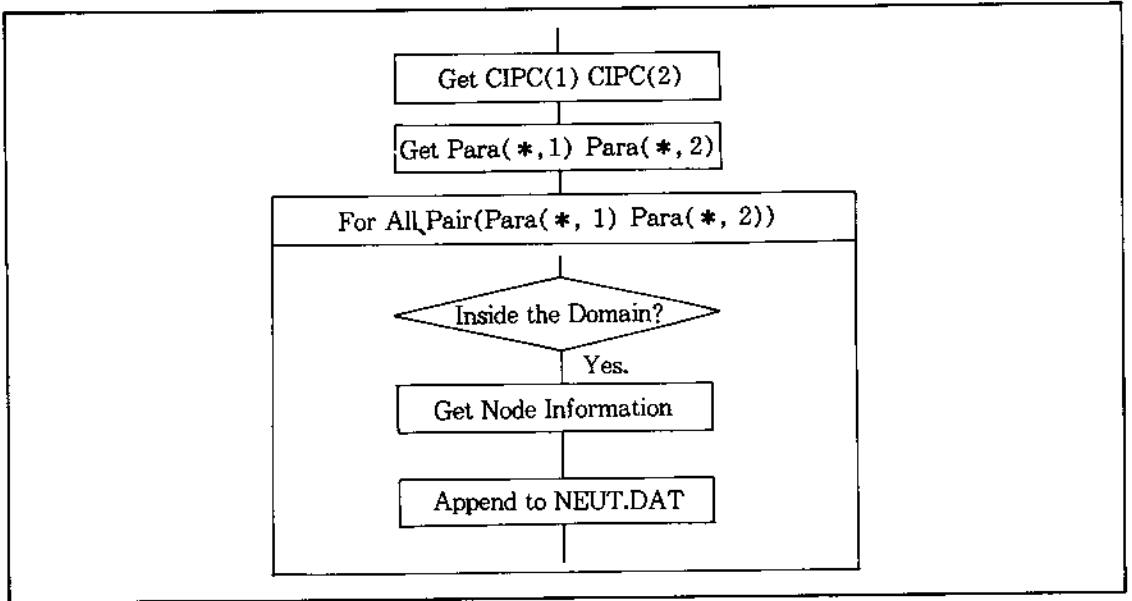 Get CIPC(1) CIPC(2)
Get Para(*,1) Para(*,2)
For All Pair(Para(*, 1) Para(*, 2))
Inside the Domain?
Yes.
Get Node Information
Append to NEUT.DAT